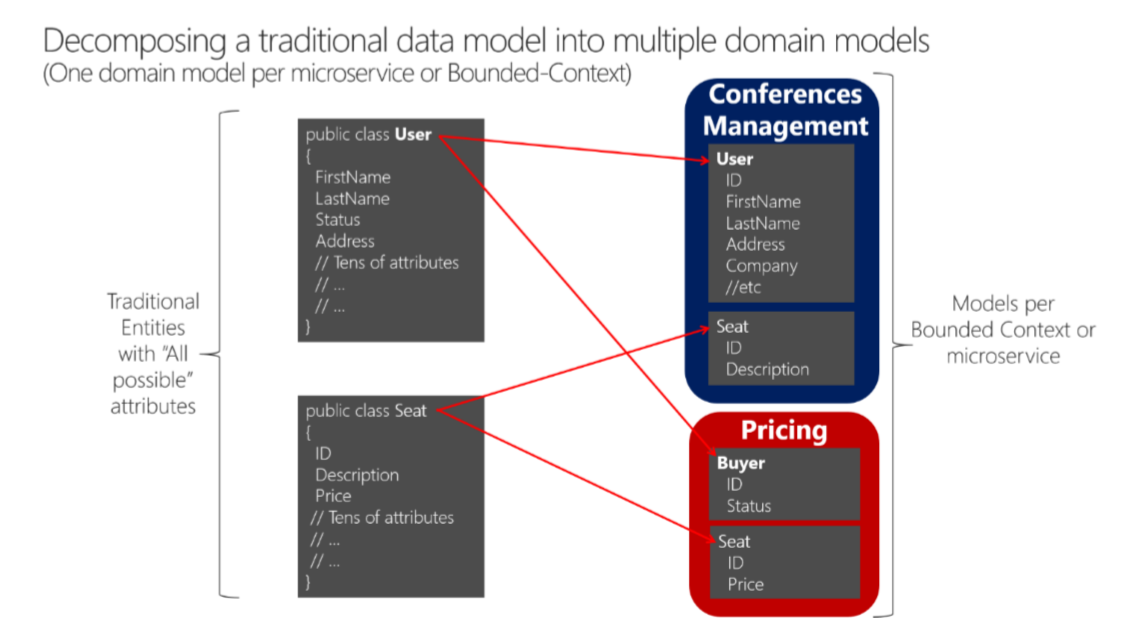 Decomposing a traditional data model into multiple domain models
(One domain model per microservice or Bounded-Context)
Traditional
Entities
with “All
possible”
attributes
public class User
{
FirstName
LastName
Status
Address
// Tens of attributes
// ...
// ...
}
public class Seat
{
ID
Description
Price
// Tens of attributes
// ...
// ...
}
Conferences
Management
User
ID
FirstName
LastName
Address
Company
//etc
Seat
ID
Description
Pricing
Buyer
ID
Status
Seat
ID
Price
Models per
Bounded Context or
microservice